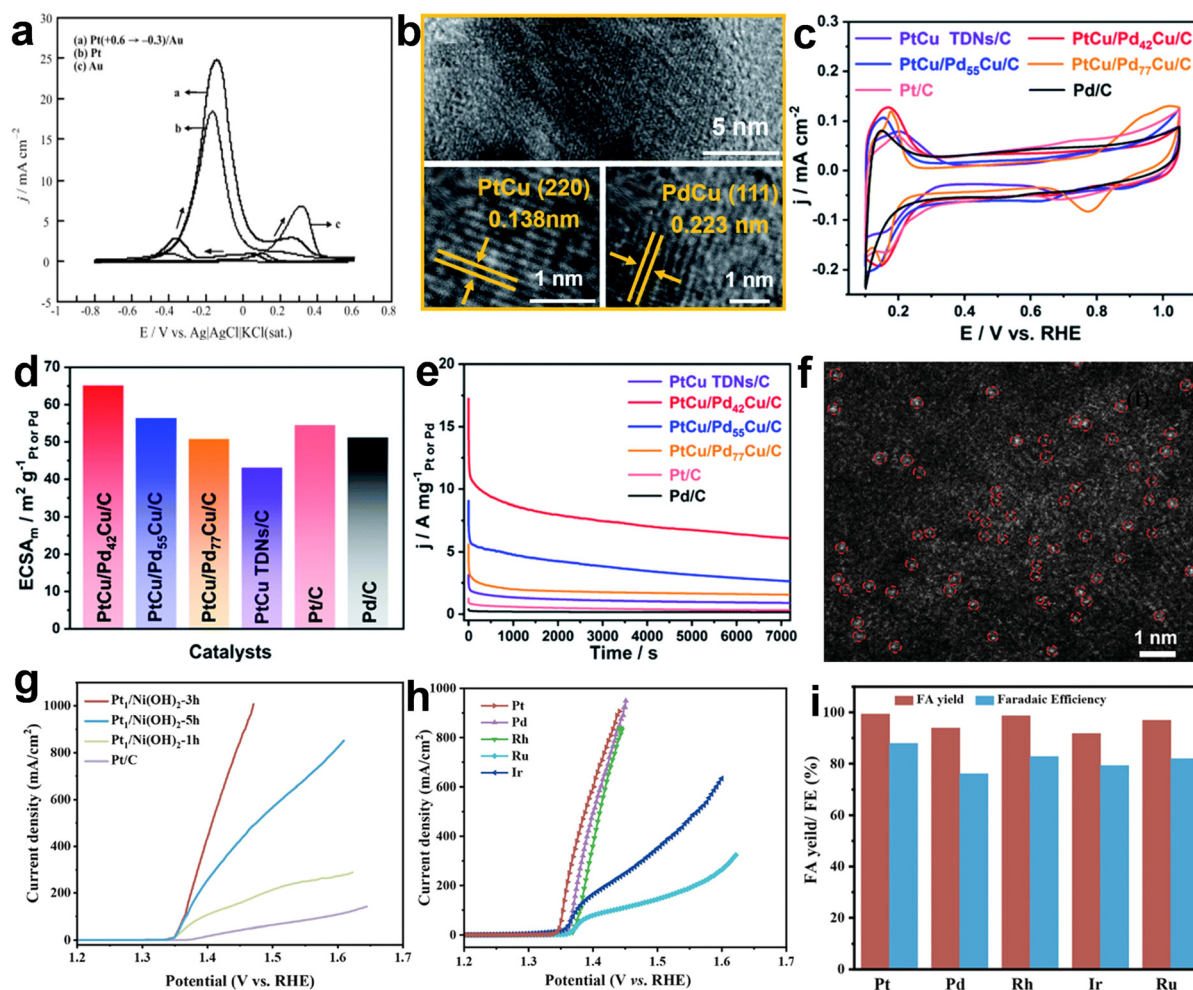 a
30
25
20
15
10
5
0
5
j / mA cm⁻²
(a) Pt(+0.6 → −0.3)/Au
(b) Pt
(c) Au
a
b
c
-1 -0.8 -0.6 -0.4 -0.2 0 0.2 0.4 0.6 0.8
E / V vs. Ag|AgCl|KCl(sat.)
b
5 nm
PtCu (220)
0.138nm
1 nm
PdCu (111)
0.223 nm
1 nm
c
PtCu TDNs/C
PtCu/Pd₄₂Cu/C
PtCu/Pd₅₅Cu/C
PtCu/Pd₇₇Cu/C
Pt/C
Pd/C
0.3
0.2
0.1
0.0
-0.1
-0.2
j / mA cm⁻²
0.2 0.4 0.6 0.8 1.0
E / V vs. RHE
d
70
60
50
40
30
20
10
0
ECSAₘ / m² g⁻¹ Pt or Pd
PtCu/Pd₄₂Cu/C
PtCu/Pd₅₅Cu/C
PtCu/Pd₇₇Cu/C
PtCu TDNs/C
Pt/C
Pd/C
Catalysts
e
20
15
10
5
0
j / A mg⁻¹ Pt or Pd
PtCu TDNs/C
PtCu/Pd₄₂Cu/C
PtCu/Pd₅₅Cu/C
PtCu/Pd₇₇Cu/C
Pt/C
Pd/C
0 1000 2000 3000 4000 5000 6000 7000
Time / s
f
1 nm
g
1000
800
600
400
200
0
Current density (mA/cm²)
Pt₁/Ni(OH)₂-3h
Pt₁/Ni(OH)₂-5h
Pt₁/Ni(OH)₂-1h
Pt/C
1.2 1.3 1.4 1.5 1.6 1.7
Potential (V vs. RHE)
h
1000
800
600
400
200
0
Current density (mA/cm²)
Pt
Pd
Rh
Ru
Ir
1.2 1.3 1.4 1.5 1.6 1.7
Potential (V vs. RHE)
i
100
80
60
40
20
0
FA yeild/ FE (%)
FA yield
Faradaic Efficiency
Pt Pd Rh Ir Ru